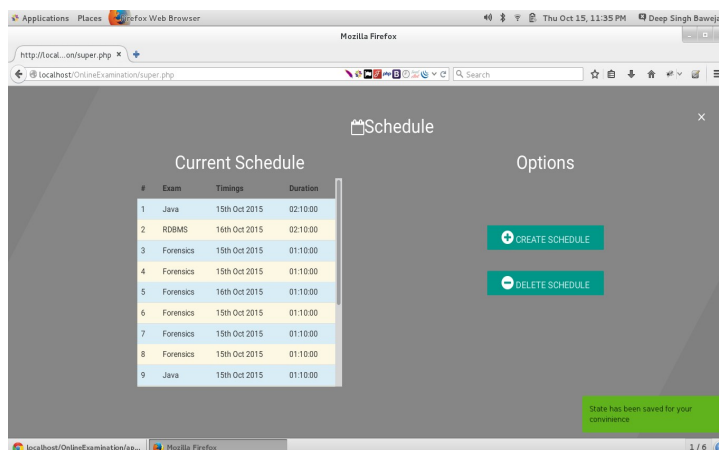 Applications Places Firefox Web Browser Thu Oct 15, 11:35 PM Deep Singh Baweja
Mozilla Firefox
http://local...on/super.php
localhost/OnlineExamination/super.php Search
Schedule
Current Schedule
# Exam Timings Duration
1 Java 15th Oct 2015 02:10:00
2 RDBMS 16th Oct 2015 02:10:00
3 Forensics 15th Oct 2015 01:10:00
4 Forensics 15th Oct 2015 01:10:00
5 Forensics 16th Oct 2015 01:10:00
6 Forensics 15th Oct 2015 01:10:00
7 Forensics 15th Oct 2015 01:10:00
8 Forensics 15th Oct 2015 01:10:00
9 Java 15th Oct 2015 01:10:00
Options
CREATE SCHEDULE
DELETE SCHEDULE
State has been saved for your
convinience
localhost/OnlineExamination/ap... Mozilla Firefox 1 / 6